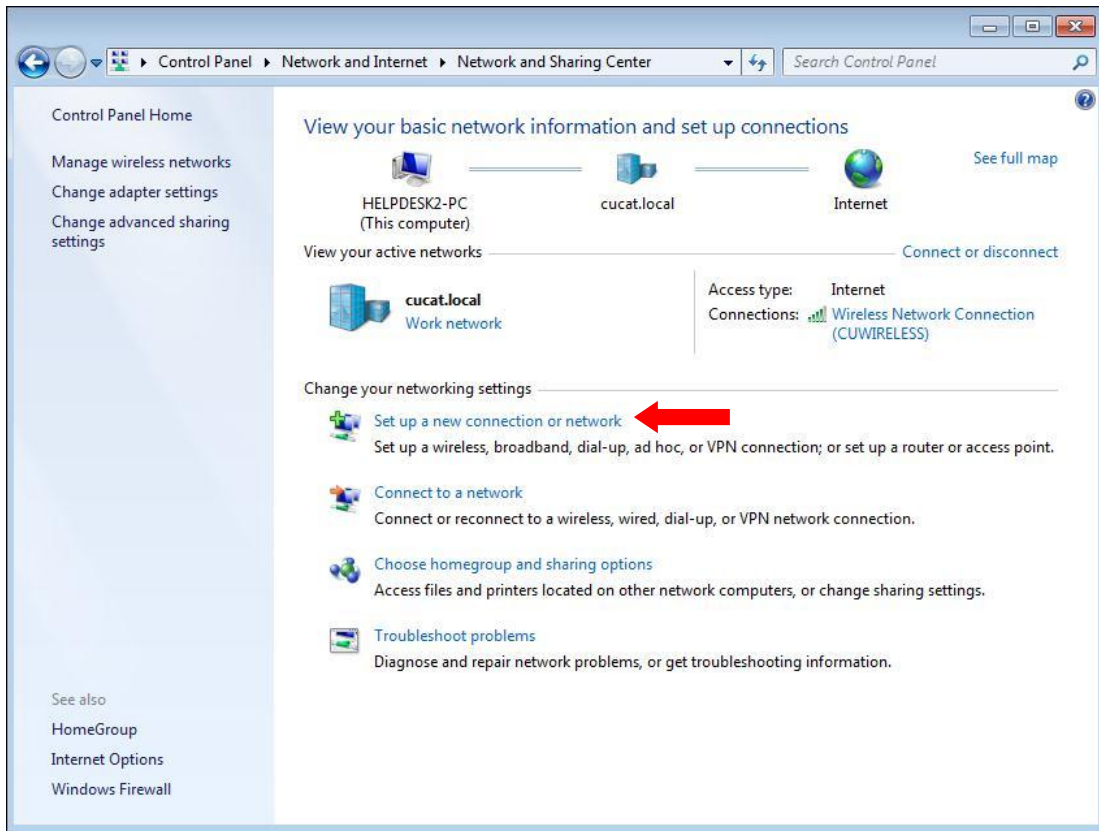 Control Panel ▸ Network and Internet ▸ Network and Sharing Center
Search Control Panel
Control Panel Home
Manage wireless networks
Change adapter settings
Change advanced sharing
settings
See also
HomeGroup
Internet Options
Windows Firewall
View your basic network information and set up connections
See full map
HELPDESK2-PC
(This computer)
cucat.local
Internet
View your active networks
Connect or disconnect
cucat.local
Work network
Access type: Internet
Connections: Wireless Network Connection
(CUWIRELESS)
Change your networking settings
Set up a new connection or network
Set up a wireless, broadband, dial-up, ad hoc, or VPN connection; or set up a router or access point.
Connect to a network
Connect or reconnect to a wireless, wired, dial-up, or VPN network connection.
Choose homegroup and sharing options
Access files and printers located on other network computers, or change sharing settings.
Troubleshoot problems
Diagnose and repair network problems, or get troubleshooting information.